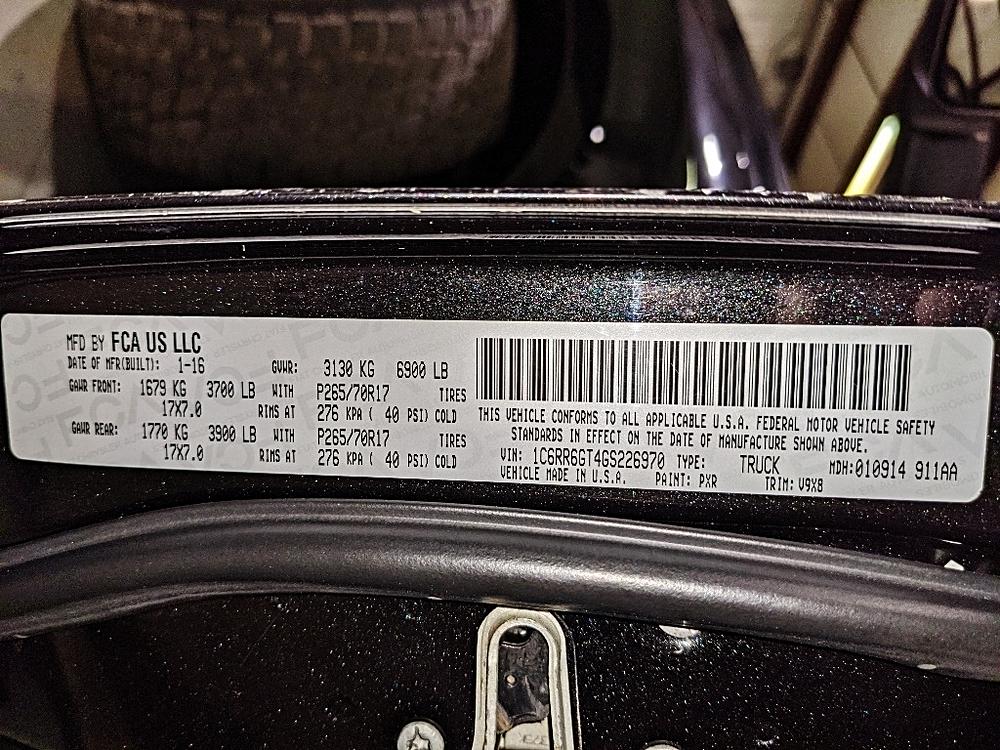 MFD BY FCA US LLC
DATE OF MFR(BUILT): 1-16 GVWR: 3130 KG 6900 LB
GAWR FRONT: 1679 KG 3700 LB WITH P265/70R17 TIRES
17X7.0 RIMS AT 276 KPA ( 40 PSI) COLD
GAWR REAR: 1770 KG 3900 LB WITH P265/70R17 TIRES
17X7.0 RIMS AT 276 KPA ( 40 PSI) COLD
THIS VEHICLE CONFORMS TO ALL APPLICABLE U.S.A. FEDERAL MOTOR VEHICLE SAFETY
STANDARDS IN EFFECT ON THE DATE OF MANUFACTURE SHOWN ABOVE.
VIN: 1C6RR6GT4GS226970 TYPE: TRUCK MDH:010914 911AA
VEHICLE MADE IN U.S.A. PAINT: PXR TRIM: V9X8